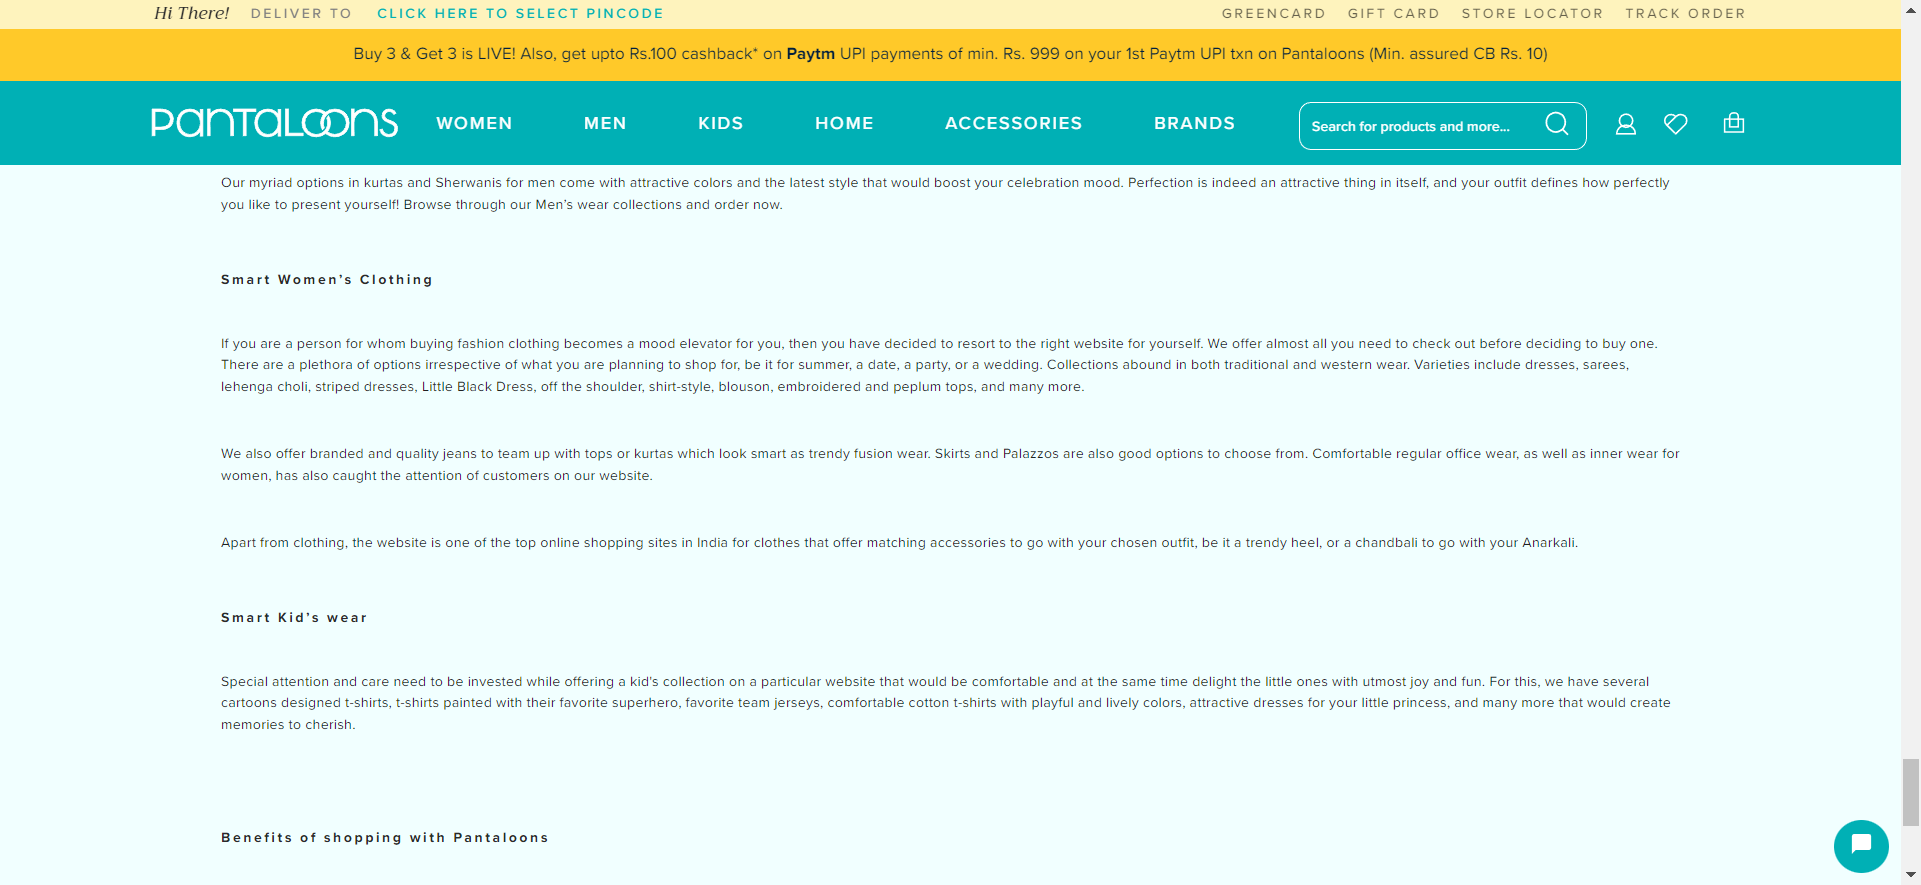 Hi There! DELIVER TO CLICK HERE TO SELECT PINCODE GREENCARD GIFT CARD STORE LOCATOR TRACK ORDER
Buy 3 & Get 3 is LIVE! Also, get upto Rs.100 cashback* on Paytm UPI payments of min. Rs. 999 on your 1st Paytm UPI txn on Pantaloons (Min. assured CB Rs. 10)
PANTALOONS WOMEN MEN KIDS HOME ACCESSORIES BRANDS Search for products and more...
Our myriad options in kurtas and Sherwanis for men come with attractive colors and the latest style that would boost your celebration mood. Perfection is indeed an attractive thing in itself, and your outfit defines how perfectly
you like to present yourself! Browse through our Men’s wear collections and order now.
Smart Women’s Clothing
If you are a person for whom buying fashion clothing becomes a mood elevator for you, then you have decided to resort to the right website for yourself. We offer almost all you need to check out before deciding to buy one.
There are a plethora of options irrespective of what you are planning to shop for, be it for summer, a date, a party, or a wedding. Collections abound in both traditional and western wear. Varieties include dresses, sarees,
lehenga choli, striped dresses, Little Black Dress, off the shoulder, shirt-style, blouson, embroidered and peplum tops, and many more.
We also offer branded and quality jeans to team up with tops or kurtas which look smart as trendy fusion wear. Skirts and Palazzos are also good options to choose from. Comfortable regular office wear, as well as inner wear for
women, has also caught the attention of customers on our website.
Apart from clothing, the website is one of the top online shopping sites in India for clothes that offer matching accessories to go with your chosen outfit, be it a trendy heel, or a chandbali to go with your Anarkali.
Smart Kid’s wear
Special attention and care need to be invested while offering a kid’s collection on a particular website that would be comfortable and at the same time delight the little ones with utmost joy and fun. For this, we have several
cartoons designed t-shirts, t-shirts painted with their favorite superhero, favorite team jerseys, comfortable cotton t-shirts with playful and lively colors, attractive dresses for your little princess, and many more that would create
memories to cherish.
Benefits of shopping with Pantaloons